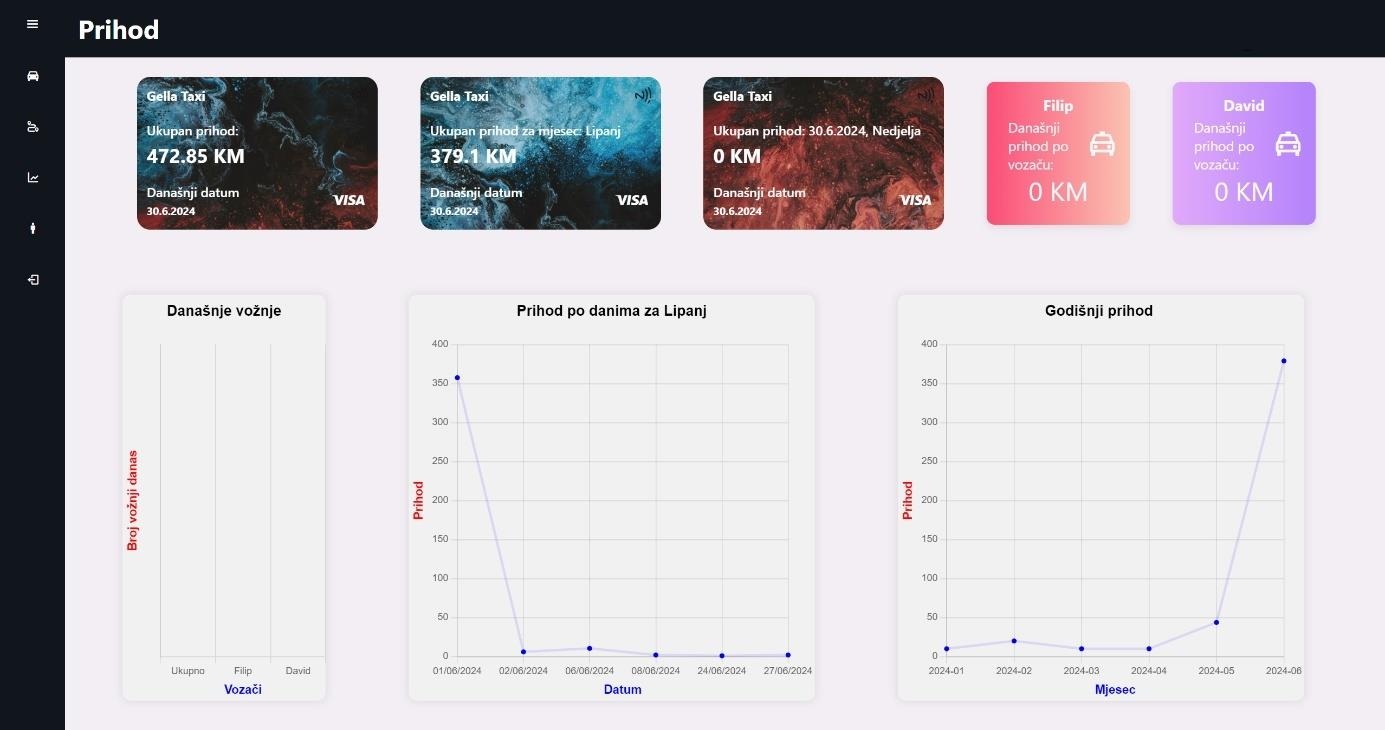 Prihod
Gella Taxi
Ukupan prihod:
472.85 KM
Današnji datum
30.6.2024
VISA
Gella Taxi
Ukupan prihod za mjesec: Lipanj
379.1 KM
Današnji datum
30.6.2024
VISA
Gella Taxi
Ukupan prihod: 30.6.2024, Nedjelja
0 KM
Današnji datum
30.6.2024
VISA
Filip
Današnji
prihod po
vozaču:
0 KM
David
Današnji
prihod po
vozaču:
0 KM
Današnje vožnje
Broj vožnji danas
Ukupno Filip David
Vozači
Prihod po danima za Lipanj
Prihod
400
350
300
250
200
150
100
50
0
01/06/2024 02/06/2024 06/06/2024 08/06/2024 24/06/2024 27/06/2024
Datum
Godišnji prihod
Prihod
400
350
300
250
200
150
100
50
0
2024-01 2024-02 2024-03 2024-04 2024-05 2024-06
Mjesec